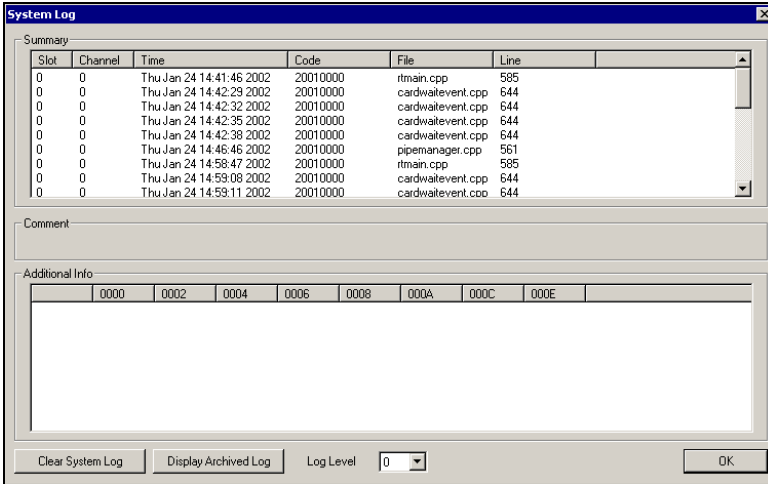 System Log
Summary
Slot Channel Time Code File Line
0 0 Thu Jan 24 14:41:46 2002 20010000 rtmain.cpp 585
0 0 Thu Jan 24 14:42:29 2002 20010000 cardwaitevent.cpp 644
0 0 Thu Jan 24 14:42:32 2002 20010000 cardwaitevent.cpp 644
0 0 Thu Jan 24 14:42:35 2002 20010000 cardwaitevent.cpp 644
0 0 Thu Jan 24 14:42:38 2002 20010000 cardwaitevent.cpp 644
0 0 Thu Jan 24 14:46:46 2002 20010000 pipemanager.cpp 561
0 0 Thu Jan 24 14:58:47 2002 20010000 rtmain.cpp 585
0 0 Thu Jan 24 14:59:08 2002 20010000 cardwaitevent.cpp 644
0 0 Thu Jan 24 14:59:11 2002 20010000 cardwaitevent.cpp 644
Comment
Additional Info
0000 0002 0004 0006 0008 000A 000C 000E
Clear System Log Display Archived Log Log Level 0 OK